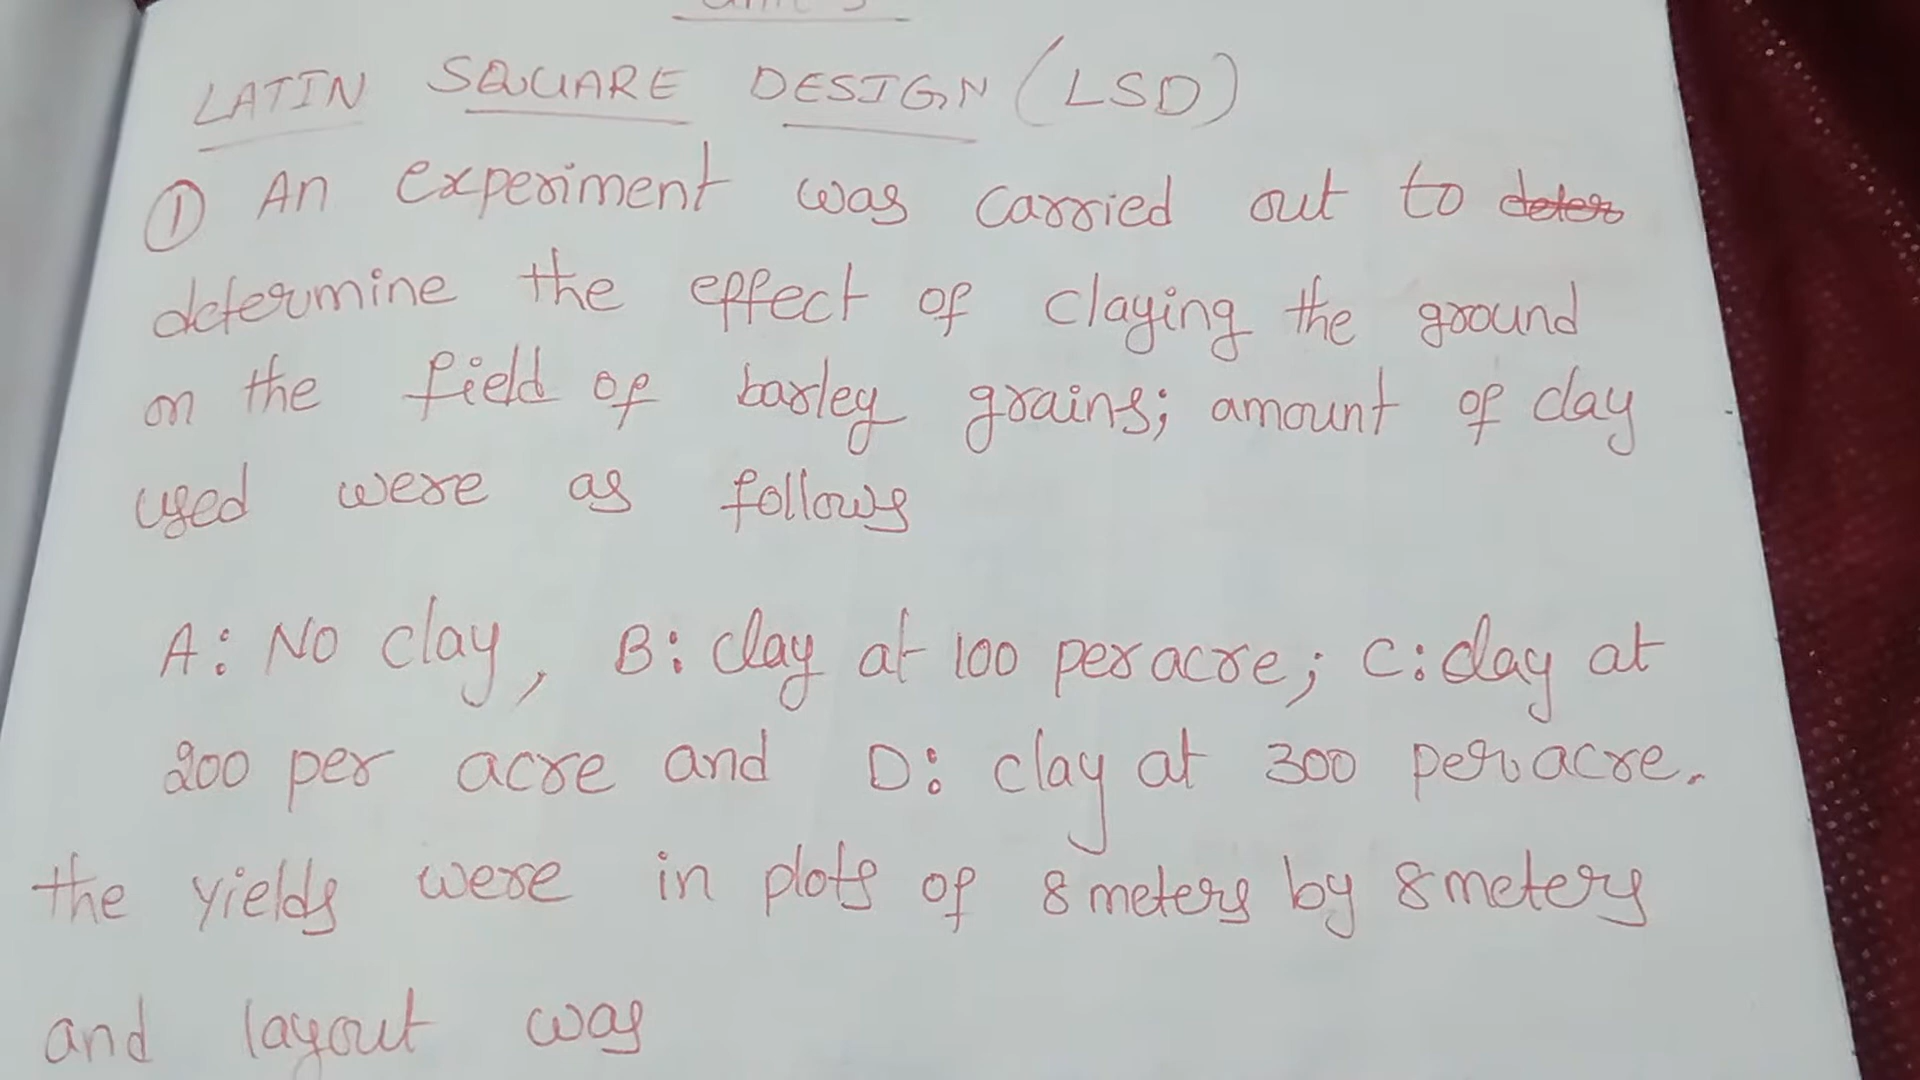 LATIN SQUARE DESIGN (LSD)
① An experiment was carried out to
determine the effect of claying the ground
on the field of barley grains; amount of clay
used were as follows
A: No clay, B: clay at 100 per acre; C: clay at
200 per acre and D: clay at 300 per acre.
the yields were in plots of 8 meters by 8 meters
and layout was